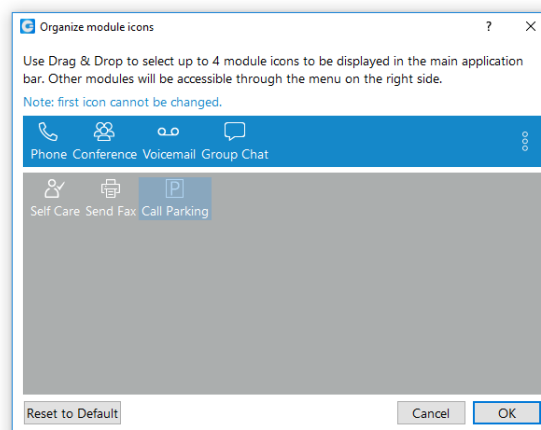 Organize module icons
Use Drag & Drop to select up to 4 module icons to be displayed in the main application
bar. Other modules will be accessible through the menu on the right side.
Note: first icon cannot be changed.
Phone Conference Voicemail Group Chat
Self Care Send Fax Call Parking
Reset to Default Cancel OK